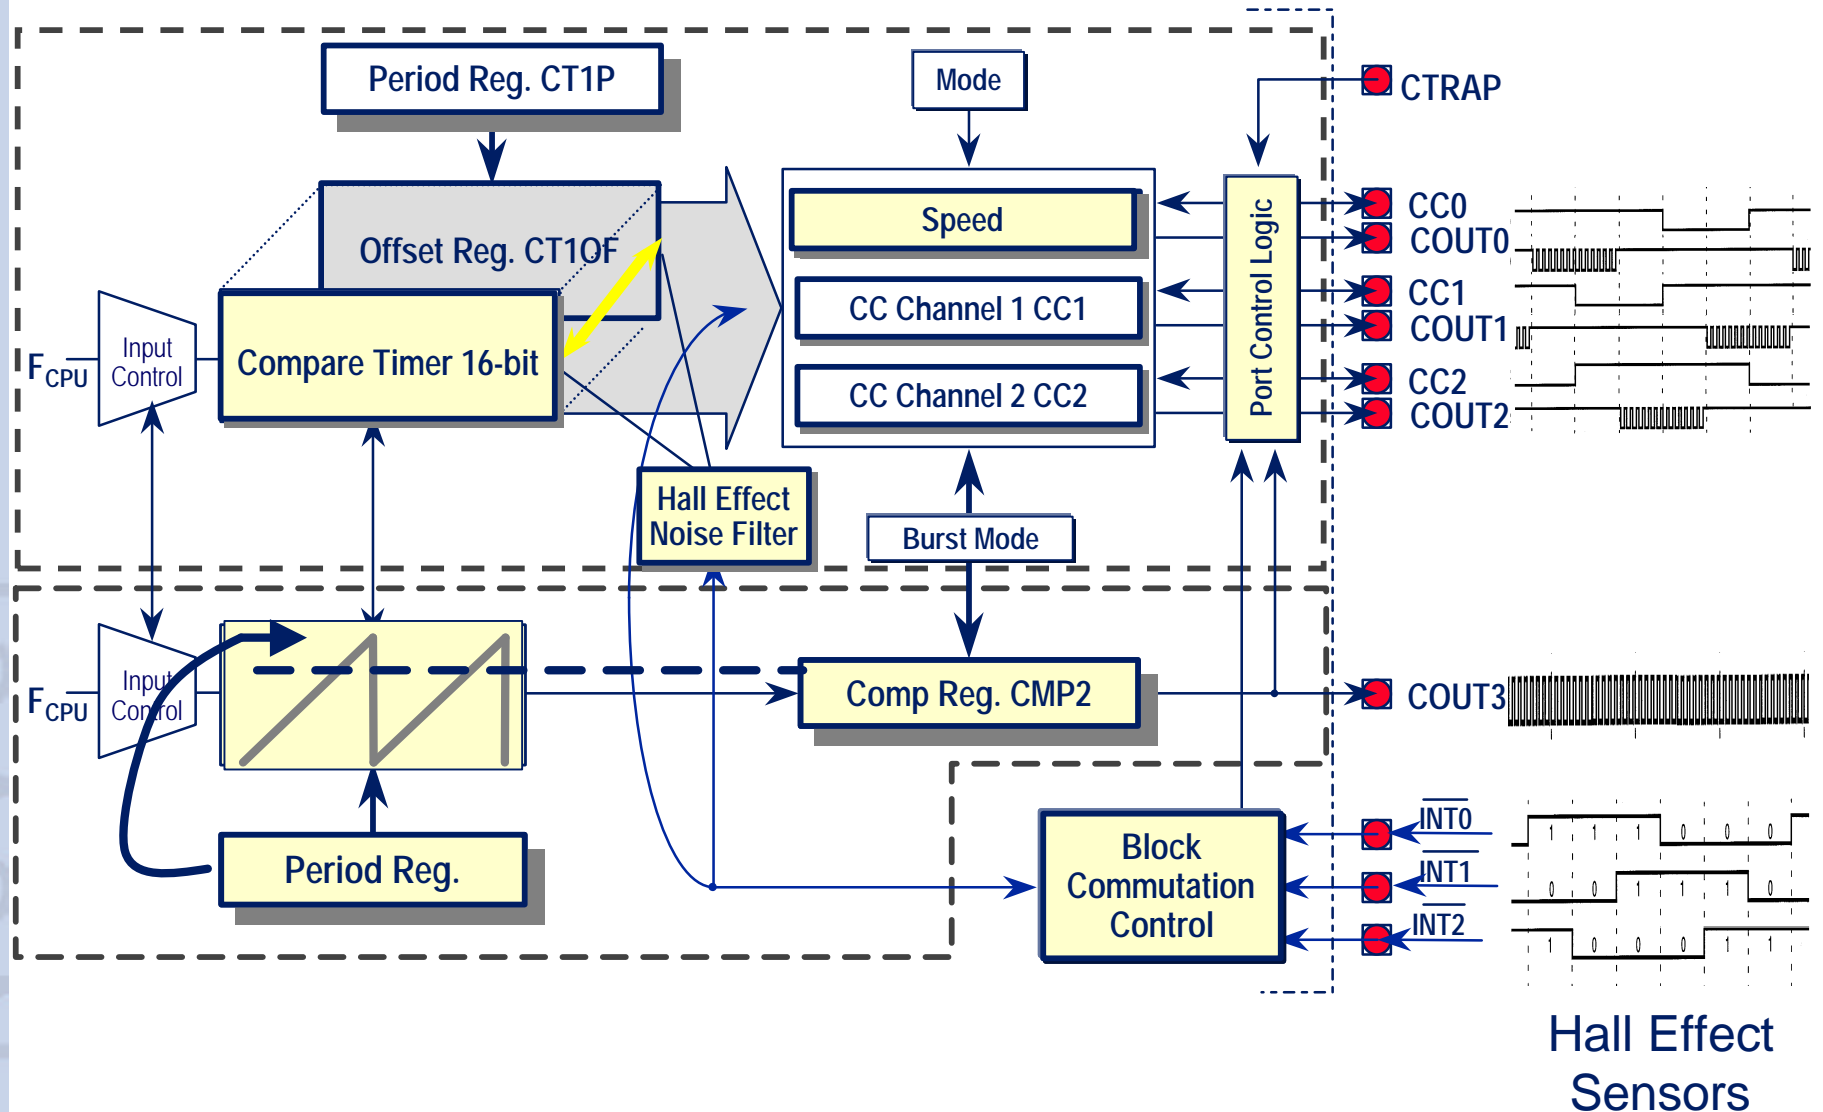 Period Reg. CT1P
Mode
CTRAP
Offset Reg. CT1OF
Speed
CC0
COUT0
CC Channel 1 CC1
Port Control Logic
CC1
COUT1
FCPU
Input
Control
Compare Timer 16-bit
CC Channel 2 CC2
CC2
COUT2
Hall Effect
Noise Filter
Burst Mode
FCPU
Input
Control
Comp Reg. CMP2
COUT3
Period Reg.
Block
Commutation
Control
INT0
1 1 1 0 0 0
INT1
0 0 1 1 1 0
INT2
1 0 0 0 1 1
Hall Effect
Sensors